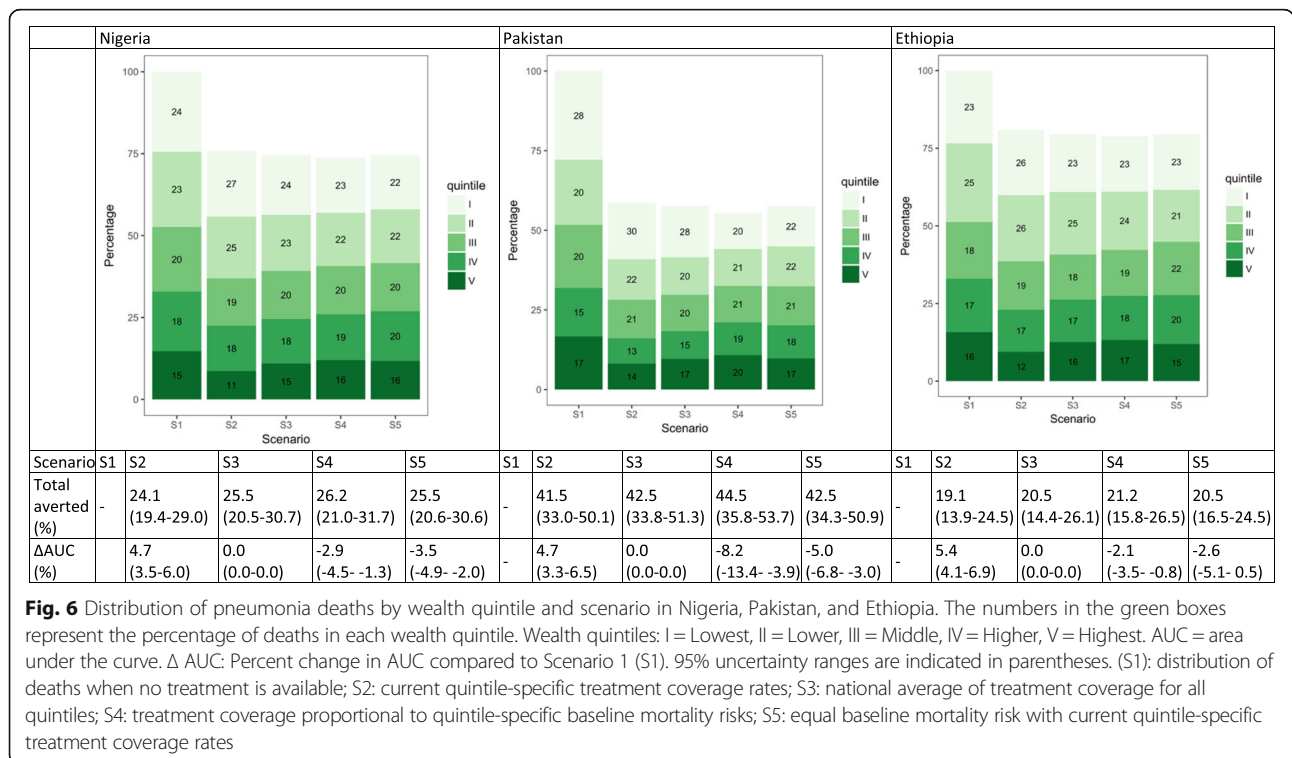 Nigeria Pakistan Ethiopia
100
75
50
25
0
Percentage
24
23
20
18
15
27
25
19
18
11
24
23
20
18
15
23
22
20
19
16
22
22
20
20
16
S1 S2 S3 S4 S5
Scenario
quintile
I
II
III
IV
V
100
75
50
25
0
Percentage
28
20
20
15
17
30
22
21
13
14
28
20
20
15
17
20
21
21
19
20
22
22
21
18
17
S1 S2 S3 S4 S5
Scenario
quintile
I
II
III
IV
V
100
75
50
25
0
Percentage
23
25
18
17
16
26
26
19
17
12
23
25
18
17
16
23
24
19
18
17
23
21
22
20
15
S1 S2 S3 S4 S5
Scenario
quintile
I
II
III
IV
V
Scenario S1 S2 S3 S4 S5 S1 S2 S3 S4 S5 S1 S2 S3 S4 S5
Total averted (%) - 24.1 (19.4-29.0) 25.5 (20.5-30.7) 26.2 (21.0-31.7) 25.5 (20.6-30.6) - 41.5 (33.0-50.1) 42.5 (33.8-51.3) 44.5 (35.8-53.7) 42.5 (34.3-50.9) - 19.1 (13.9-24.5) 20.5 (14.4-26.1) 21.2 (15.8-26.5) 20.5 (16.5-24.5)
ΔAUC (%) - 4.7 (3.5-6.0) 0.0 (0.0-0.0) -2.9 (-4.5- -1.3) -3.5 (-4.9- -2.0) - 4.7 (3.3-6.5) 0.0 (0.0-0.0) -8.2 (-13.4- -3.9) -5.0 (-6.8- -3.0) - 5.4 (4.1-6.9) 0.0 (0.0-0.0) -2.1 (-3.5- -0.8) -2.6 (-5.1- 0.5)
Fig. 6 Distribution of pneumonia deaths by wealth quintile and scenario in Nigeria, Pakistan, and Ethiopia. The numbers in the green boxes
represent the percentage of deaths in each wealth quintile. Wealth quintiles: I = Lowest, II = Lower, III = Middle, IV = Higher, V = Highest. AUC = area
under the curve. Δ AUC: Percent change in AUC compared to Scenario 1 (S1). 95% uncertainty ranges are indicated in parentheses. (S1): distribution of
deaths when no treatment is available; S2: current quintile-specific treatment coverage rates; S3: national average of treatment coverage for all
quintiles; S4: treatment coverage proportional to quintile-specific baseline mortality risks; S5: equal baseline mortality risk with current quintile-specific
treatment coverage rates